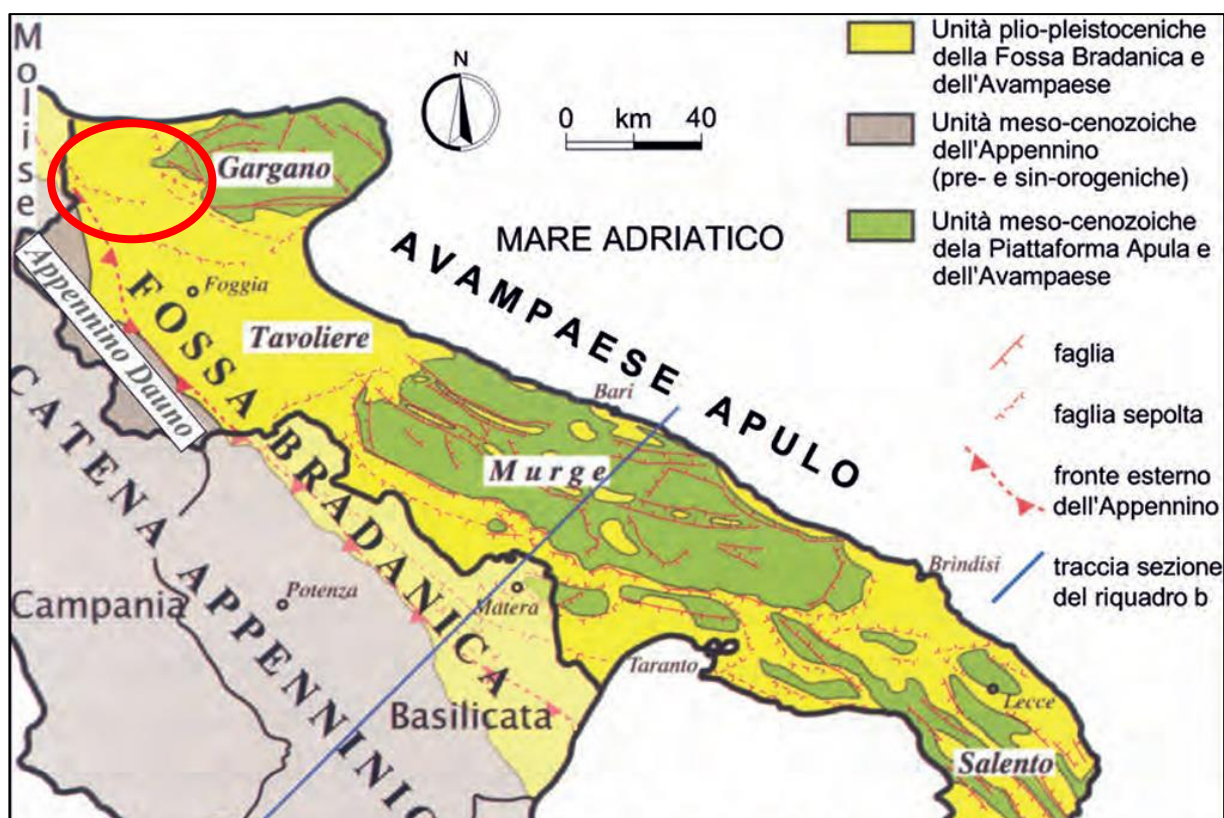 Molise
N
0 km 40
Gargano
MARE ADRIATICO
AVAMPAESE APULO
Appennino Dauno
FOSSA BRADANICA
Foggia
Tavoliere
Bari
Murge
CATENA APPENNINIC
Campania
Potenza
Matera
Basilicata
Taranto
Brindisi
Lecce
Salento
Unità plio-pleistoceniche
della Fossa Bradanica e
dell'Avampaese
Unità meso-cenozoiche
dell'Appennino
(pre- e sin-orogeniche)
Unità meso-cenozoiche
dela Piattaforma Apula e
dell'Avampaese
faglia
faglia sepolta
fronte esterno
dell'Appennino
traccia sezione
del riquadro b